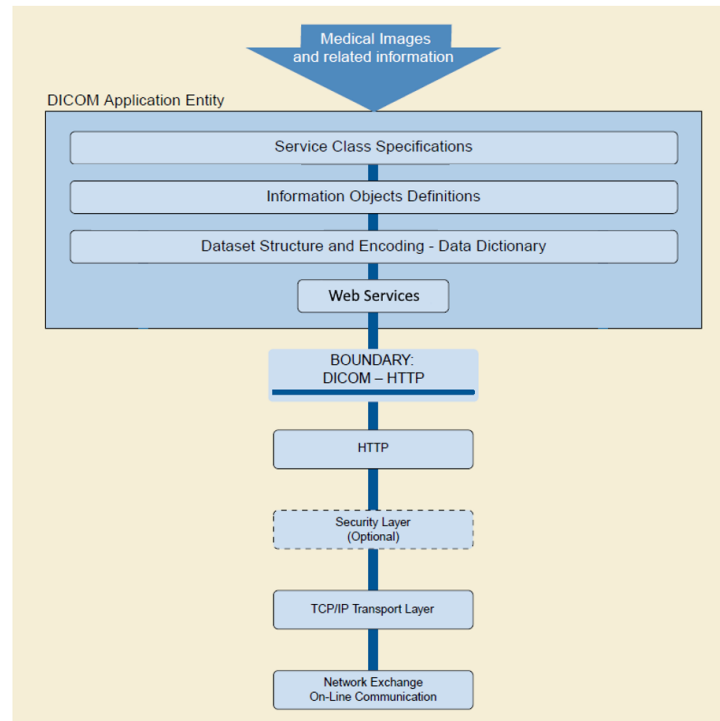 Medical Images
and related information
DICOM Application Entity
Service Class Specifications
Information Objects Definitions
Dataset Structure and Encoding - Data Dictionary
Web Services
BOUNDARY:
DICOM – HTTP
HTTP
Security Layer
(Optional)
TCP/IP Transport Layer
Network Exchange
On-Line Communication